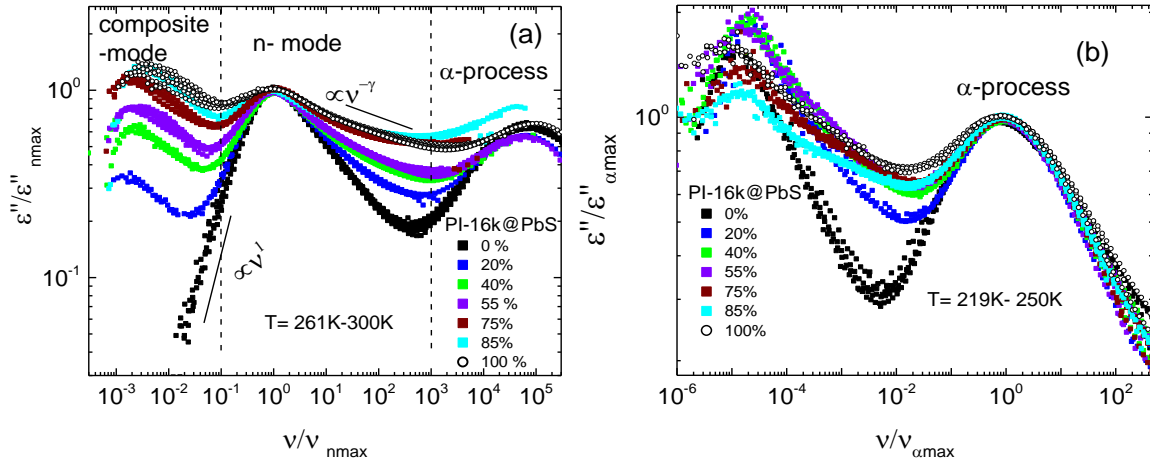 composite
-mode
n- mode
(a)
α-process
∝ν^-γ
10^0
ε''/ε''nmax
PI-16k@PbS
0 %
20%
40%
55 %
75%
85%
100 %
∝ν^1
10^-1
T= 261K-300K
10^-3 10^-2 10^-1 10^0 10^1 10^2 10^3 10^4 10^5
ν/ν nmax
(b)
α-process
10^0
ε''/ε'' αmax
PI-16k@PbS
0%
20%
40%
55%
75%
85%
100%
T= 219K- 250K
10^-6 10^-4 10^-2 10^0 10^2
ν/ν αmax